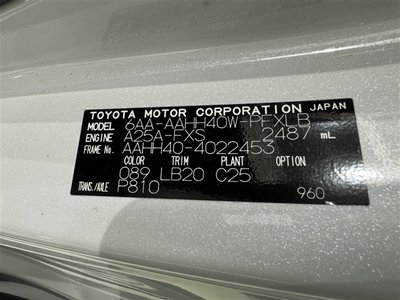 TOYOTA MOTOR CORPORATION JAPAN
MODEL 6AA-AAHH40W-PFXLB
ENGINE A25A-FXS 2487 mL
FRAME No. AAHH40-4022453
COLOR TRIM PLANT OPTION
089 LB20 C25
TRANS./AXLE P810
960